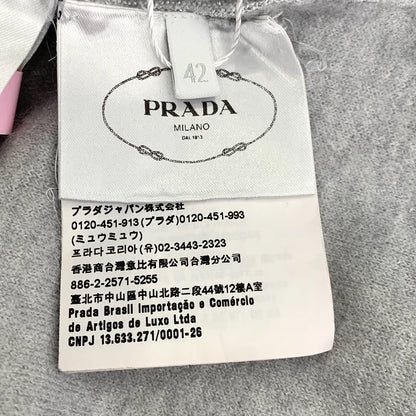 42
PRADA
MILANO
DAL 1913
プラダジャパン株式会社
0120-451-913(プラダ)0120-451-993
(ミュウミュウ)
프라다코리아(유)02-3443-2323
香港商台灣意比有限公司台灣分公司
886-2-2571-5255
臺北市中山區中山北路二段44號12樓A室
Prada Brasil Importação e Comércio
de Artigos de Luxo Ltda
CNPJ 13.633.271/0001-26